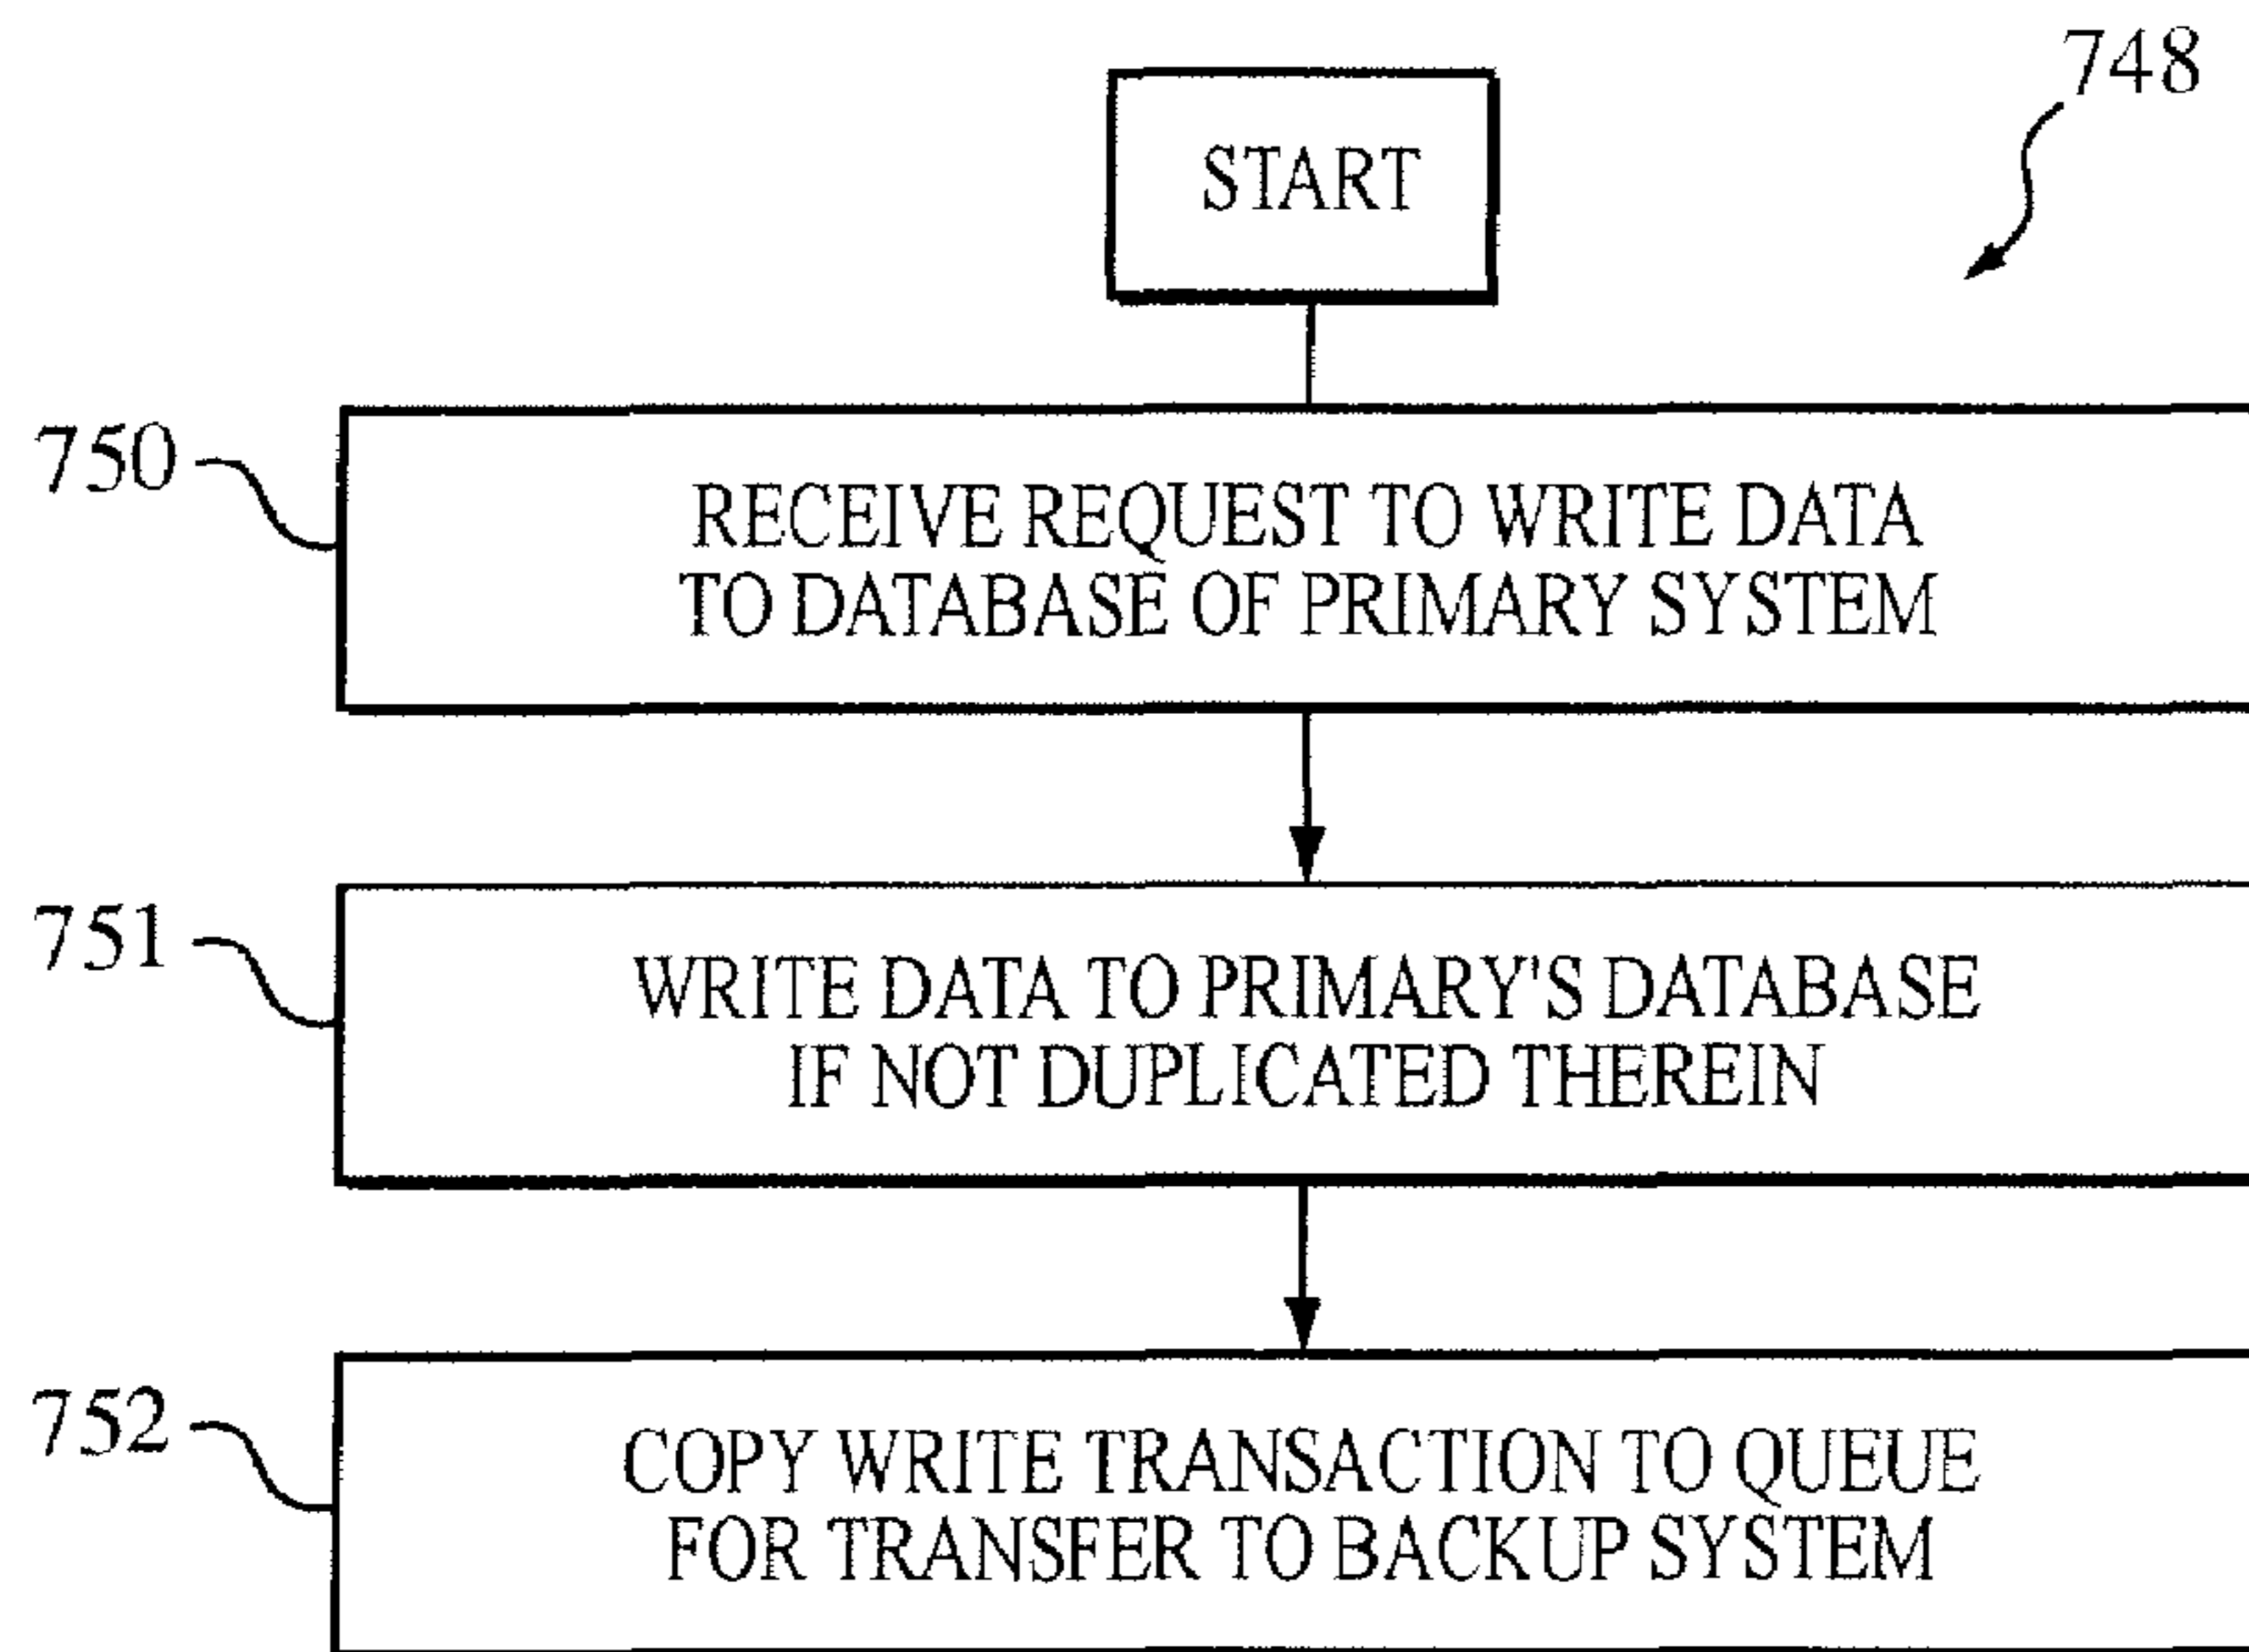 748
START
750
RECEIVE REQUEST TO WRITE DATA
TO DATABASE OF PRIMARY SYSTEM
751
WRITE DATA TO PRIMARY'S DATABASE
IF NOT DUPLICATED THEREIN
752
COPY WRITE TRANSACTION TO QUEUE
FOR TRANSFER TO BACKUP SYSTEM